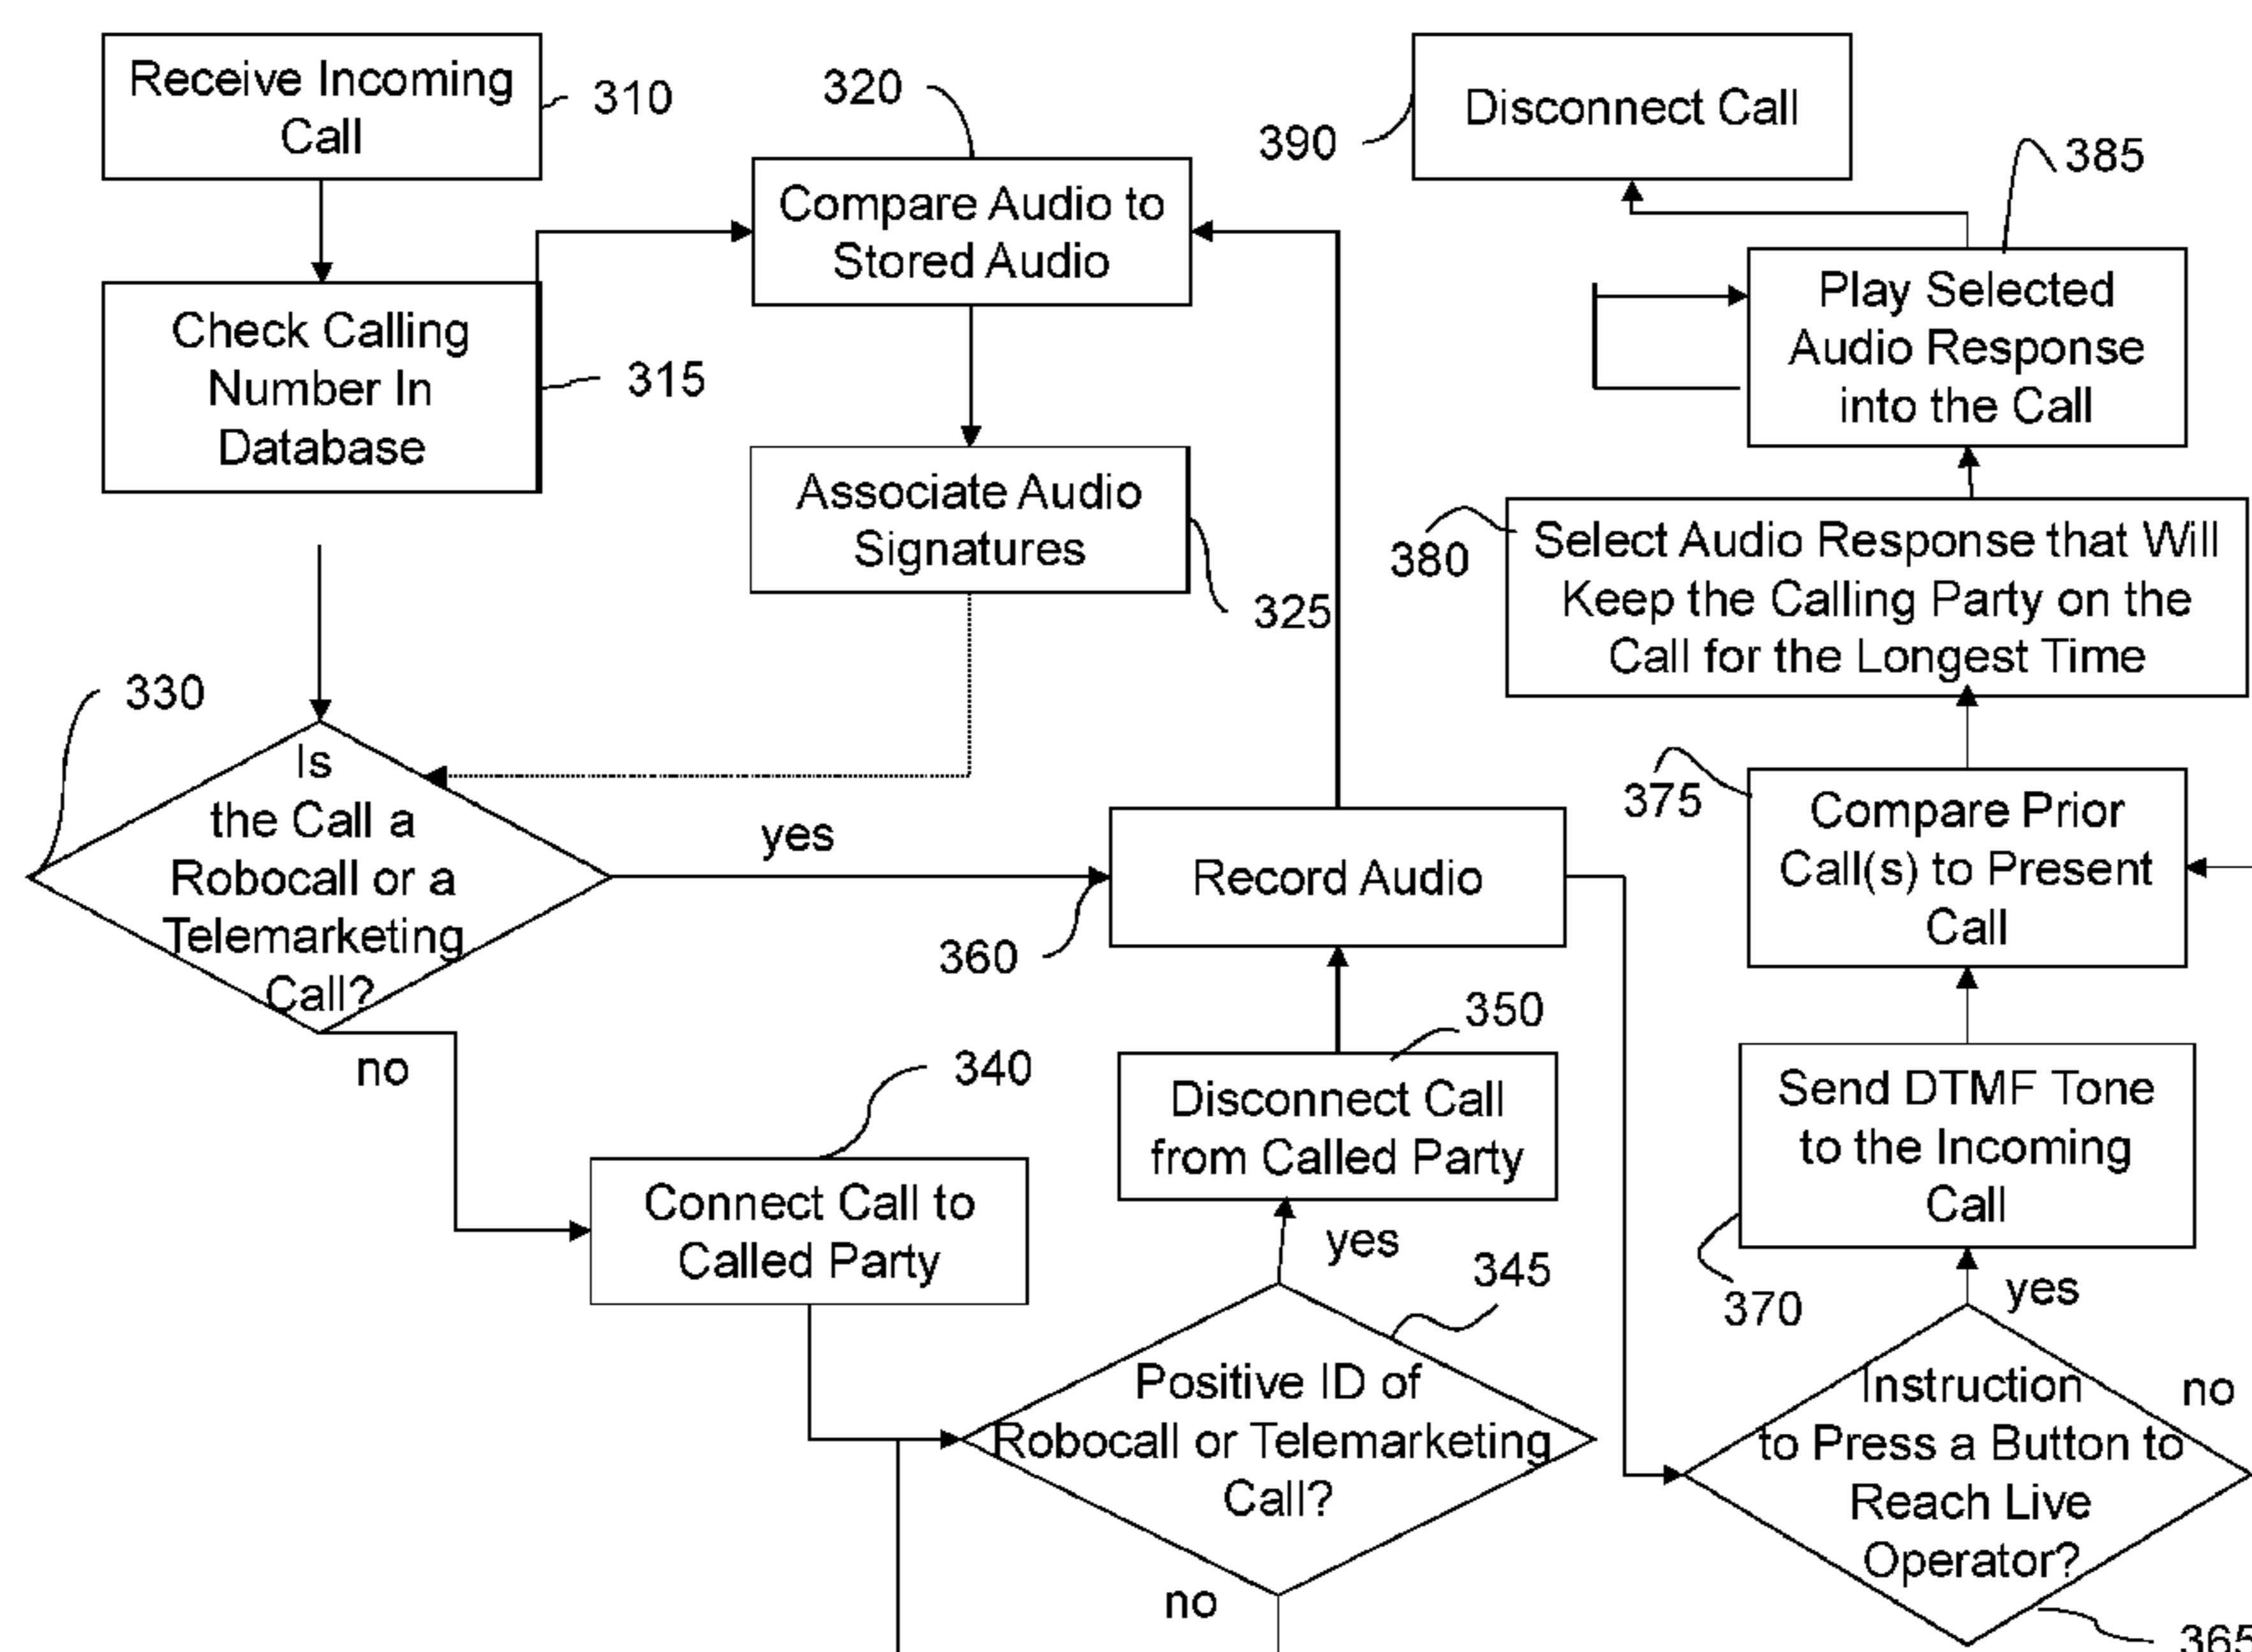 Receive Incoming
Call
310
Check Calling
Number In
Database
315
320
Compare Audio to
Stored Audio
Associate Audio
Signatures
325
330
Is
the Call a
Robocall or a
Telemarketing
Call?
yes
no
340
Connect Call to
Called Party
Record Audio
360
350
Disconnect Call
from Called Party
yes
345
Positive ID of
Robocall or Telemarketing
Call?
no
390
Disconnect Call
385
Play Selected
Audio Response
into the Call
380
Select Audio Response that Will
Keep the Calling Party on the
Call for the Longest Time
375
Compare Prior
Call(s) to Present
Call
Send DTMF Tone
to the Incoming
Call
370
yes
Instruction
to Press a Button to
Reach Live
Operator?
no
365